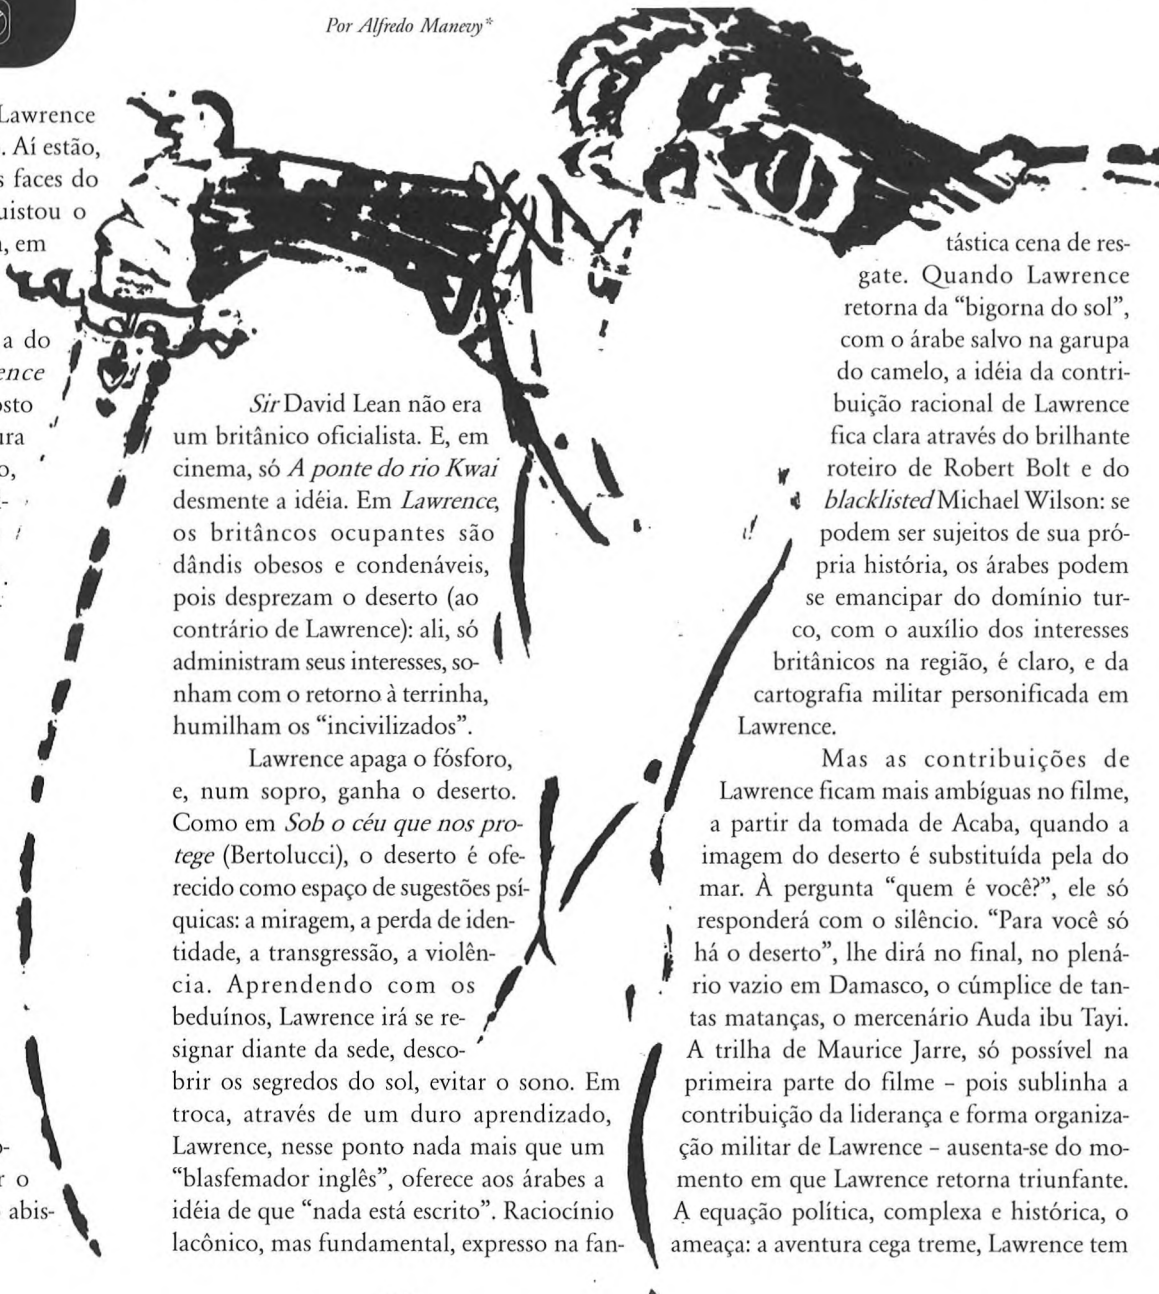 Por Alfredo Manevy*
Lawrence
. Aí estão,
s faces do
uistou o
, em
a do
ence
osto
ura
o,
-
r o
abis-
Sir David Lean não era
um britânico oficialista. E, em
cinema, só A ponte do rio Kwai
desmente a idéia. Em Lawrence,
os britâncos ocupantes são
dândis obesos e condenáveis,
pois desprezam o deserto (ao
contrário de Lawrence): ali, só
administram seus interesses, so-
nham com o retorno à terrinha,
humilham os “incivilizados”.
Lawrence apaga o fósforo,
e, num sopro, ganha o deserto.
Como em Sob o céu que nos pro-
tege (Bertolucci), o deserto é ofe-
recido como espaço de sugestões psí-
quicas: a miragem, a perda de iden-
tidade, a transgressão, a violên-
cia. Aprendendo com os
beduínos, Lawrence irá se re-
signar diante da sede, desco-
brir os segredos do sol, evitar o sono. Em
troca, através de um duro aprendizado,
Lawrence, nesse ponto nada mais que um
“blasfemador inglês”, oferece aos árabes a
idéia de que “nada está escrito”. Raciocínio
lacônico, mas fundamental, expresso na fan-
tástica cena de res-
gate. Quando Lawrence
retorna da “bigorna do sol”,
com o árabe salvo na garupa
do camelo, a idéia da contri-
buição racional de Lawrence
fica clara através do brilhante
roteiro de Robert Bolt e do
blacklisted Michael Wilson: se
podem ser sujeitos de sua pró-
pria história, os árabes podem
se emancipar do domínio tur-
co, com o auxílio dos interesses
britânicos na região, é claro, e da
cartografia militar personificada em
Lawrence.
Mas as contribuições de
Lawrence ficam mais ambíguas no filme,
a partir da tomada de Acaba, quando a
imagem do deserto é substituída pela do
mar. À pergunta “quem é você?”, ele só
responderá com o silêncio. “Para você só
há o deserto”, lhe dirá no final, no plená-
rio vazio em Damasco, o cúmplice de tan-
tas matanças, o mercenário Auda ibu Tayi.
A trilha de Maurice Jarre, só possível na
primeira parte do filme – pois sublinha a
contribuição da liderança e forma organiza-
ção militar de Lawrence – ausenta-se do mo-
mento em que Lawrence retorna triunfante.
A equação política, complexa e histórica, o
ameaça: a aventura cega treme, Lawrence tem